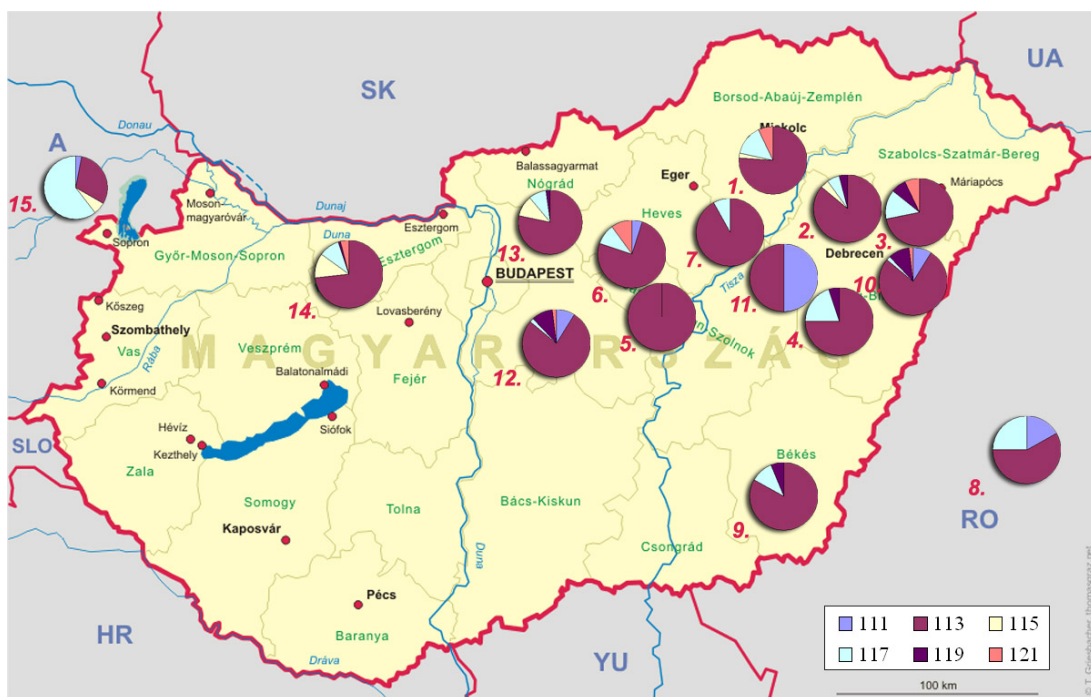 UA
SK
A
Borsod-Abaúj-Zemplén
Donau
Miskolc
Szabolcs-Szatmár-Bereg
Balassagyarmat
1.
Nógrád
Eger
Máriapócs
15.
Moson-
magyaróvár
Dunaj
Esztergom
Heves
2.
3.
Sopron
Duna
Esztergom
13.
7.
Debrecen
Győr-Moson-Sopron
BUDAPEST
6.
Tisza
10.
14.
11.
Kőszeg
Lovasberény
5.
Szolnok
4.
Szombathely
Vas
Rába
Veszprém
12.
MAGYARORSZÁG
Balatonalmádi
Fejér
Körmend
Siófok
Hévíz
SLO
Kezthely
Zala
Békés
8.
Somogy
Tolna
Bács-Kiskun
9.
RO
Kaposvár
Duna
Csongrád
Pécs
HR
Baranya
111 113 115
117 119 121
Dráva
YU
100 km